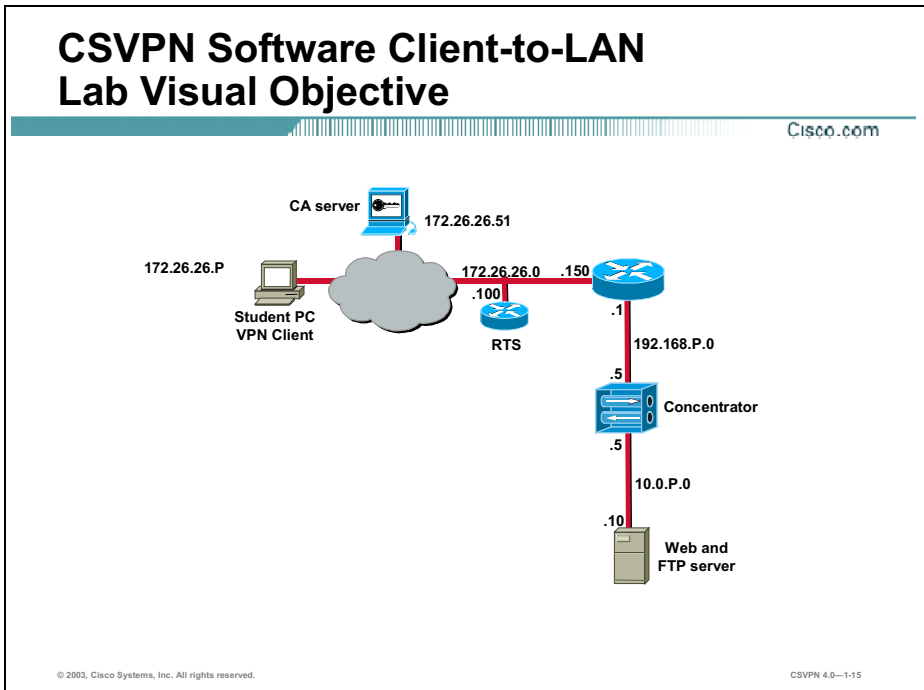 CSVPN Software Client-to-LAN
Lab Visual Objective
Cisco.com
CA server
172.26.26.51
172.26.26.P
172.26.26.0
.150
.100
Student PC
VPN Client
RTS
.1
192.168.P.0
.5
Concentrator
.5
10.0.P.0
.10
Web and
FTP server
© 2003, Cisco Systems, Inc. All rights reserved.
CSVPN 4.0—1-15